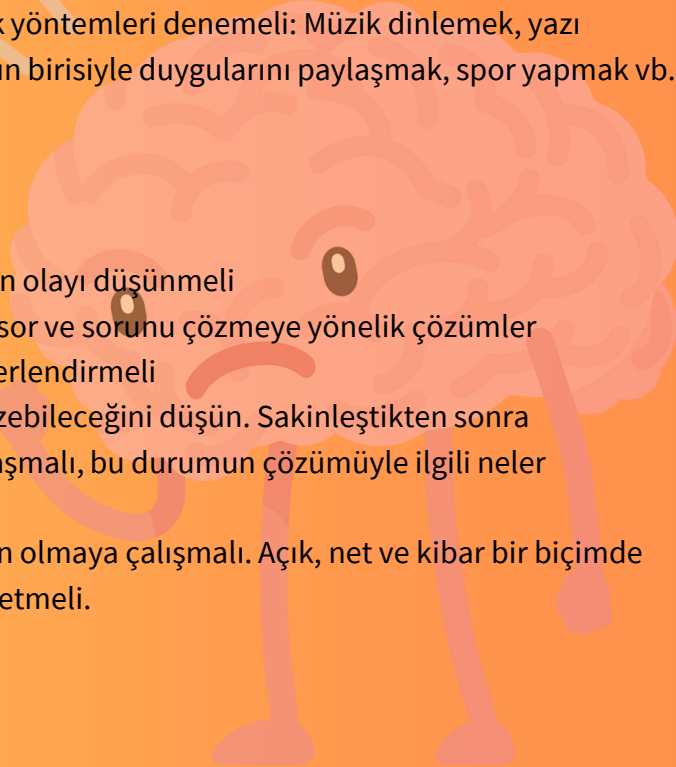 k yöntemleri denemeli: Müzik dinlemek, yazı
ın birisiyle duygularını paylaşmak, spor yapmak vb.
n olayı düşünmeli
sor ve sorunu çözmeye yönelik çözümler
erlendirmeli
zebileceğini düşün. Sakinleştikten sonra
aşmalı, bu durumun çözümüyle ilgili neler
n olmaya çalışmalı. Açık, net ve kibar bir biçimde
etmeli.